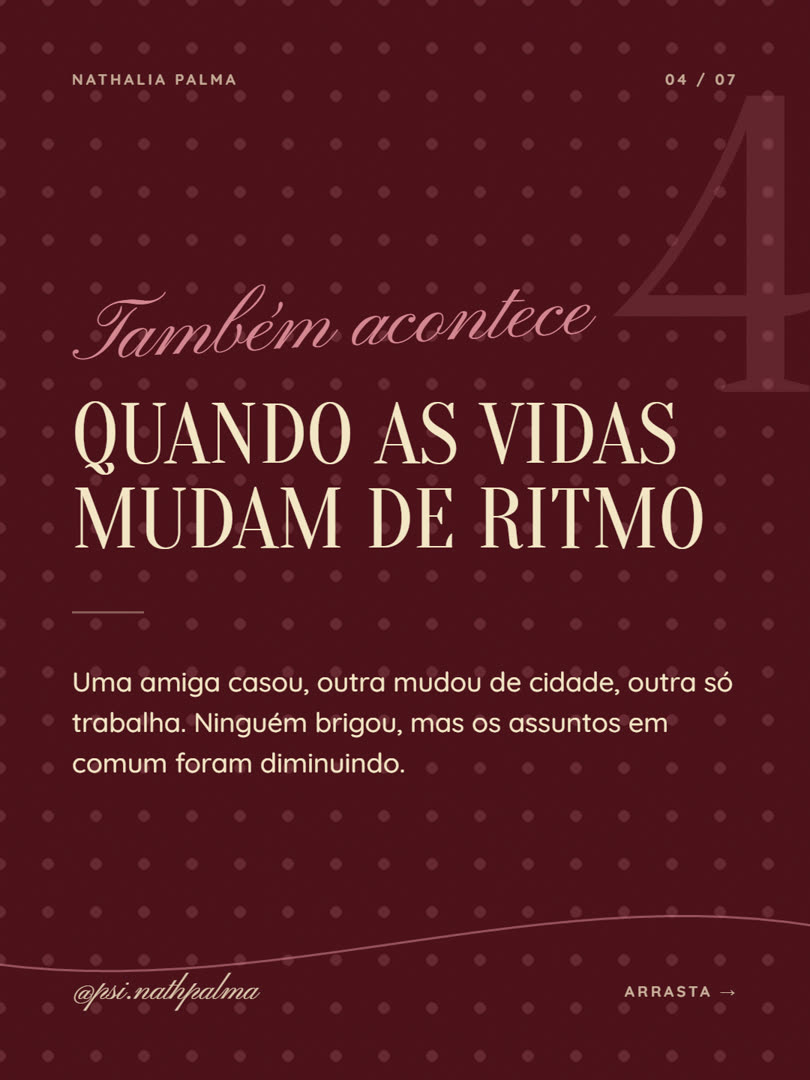 NATHALIA PALMA
04 / 07
4
Também acontece
QUANDO AS VIDAS
MUDAM DE RITMO
Uma amiga casou, outra mudou de cidade, outra só
trabalha. Ninguém brigou, mas os assuntos em
comum foram diminuindo.
@psi.nathpalma
ARRASTA →